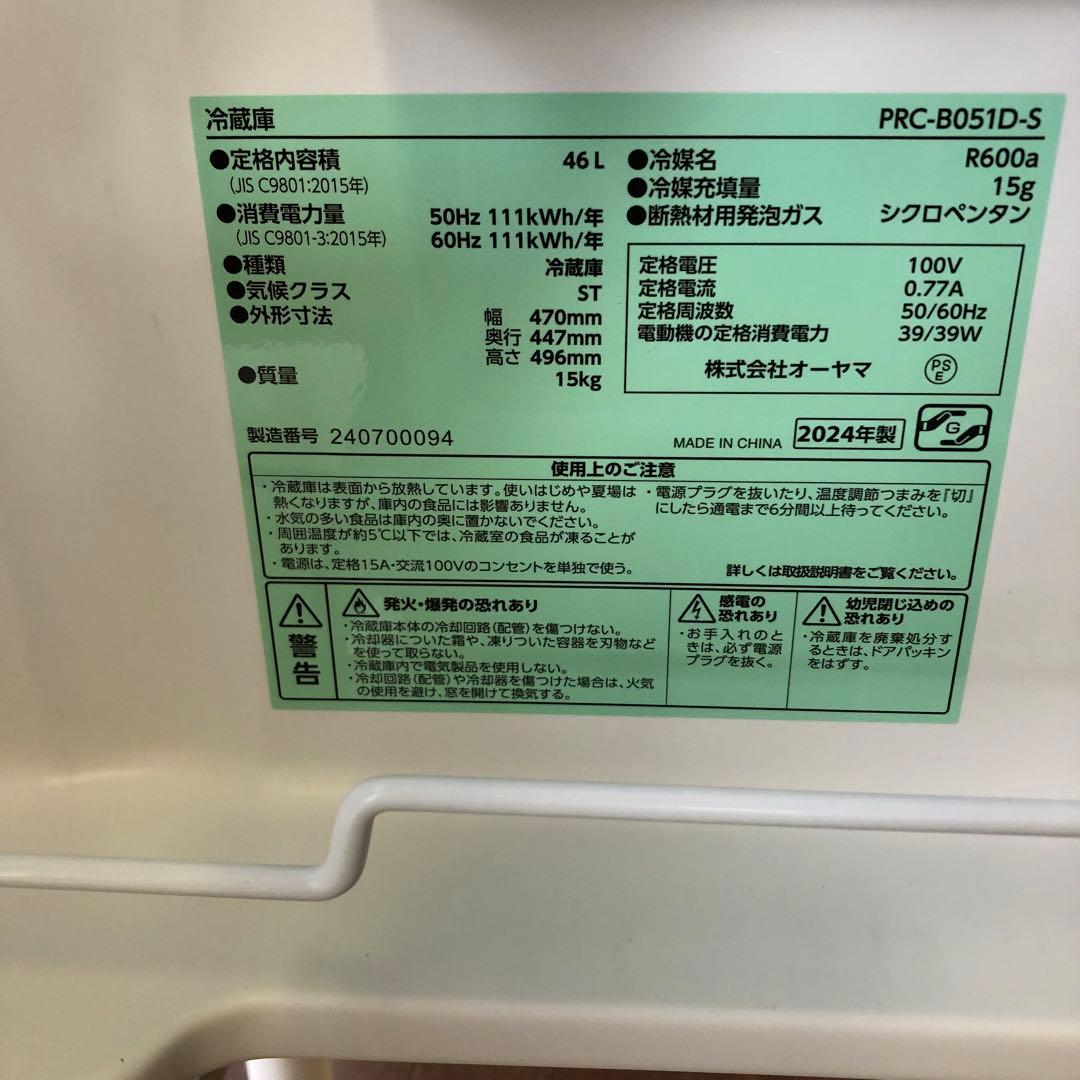 冷蔵庫 PRC-B051D-S
●定格内容積 46 L
(JIS C9801:2015年)
●消費電力量 50Hz 111kWh/年
(JIS C9801-3:2015年) 60Hz 111kWh/年
●種類 冷蔵庫
●気候クラス ST
●外形寸法 幅 470mm
奥行 447mm
高さ 496mm
●質量 15kg
●冷媒名 R600a
●冷媒充填量 15g
●断熱材用発泡ガス シクロペンタン
定格電圧 100V
定格電流 0.77A
定格周波数 50/60Hz
電動機の定格消費電力 39/39W
株式会社オーヤマ PSE
製造番号 240700094
MADE IN CHINA 2024年製 G
使用上のご注意
・冷蔵庫は表面から放熱しています。使いはじめや夏場は
熱くなりますが、庫内の食品には影響ありません。
・水気の多い食品は庫内の奥に置かないでください。
・周囲温度が約5℃以下では、冷蔵室の食品が凍ることが
あります。
・電源は、定格15A・交流100Vのコンセントを単独で使う。
・電源プラグを抜いたり、温度調節つまみを『切』
にしたら通電まで6分間以上待ってください。
詳しくは取扱説明書をご覧ください。
警告
発火・爆発の恐れあり
・冷蔵庫本体の冷却回路（配管）を傷つけない。
・冷却器についた霜や、凍りついた容器を刃物など
を使って取らない。
・冷蔵庫内で電気製品を使用しない。
・冷却回路（配管）や冷却器を傷つけた場合は、火気
の使用を避け、窓を開けて換気する。
感電の
恐れあり
・お手入れのと
きは、必ず電源
プラグを抜く。
幼児閉じ込めの
恐れあり
・冷蔵庫を廃棄処分す
るときは、ドアパッキン
をはずす。